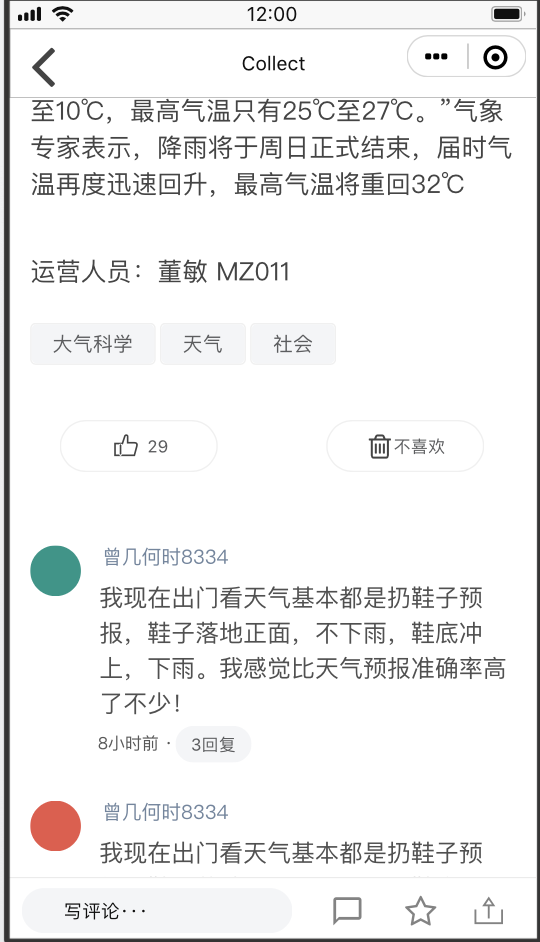 12:00
Collect
至10℃，最高气温只有25℃至27℃。”气象
专家表示，降雨将于周日正式结束，届时气
温再度迅速回升，最高气温将重回32℃
运营人员：董敏 MZ011
大气科学 天气 社会
29 不喜欢
曾几何时8334
我现在出门看天气基本都是扔鞋子预
报，鞋子落地正面，不下雨，鞋底冲
上，下雨。我感觉比天气预报准确率高
了不少！
8小时前 · 3回复
曾几何时8334
我现在出门看天气基本都是扔鞋子预
写评论···